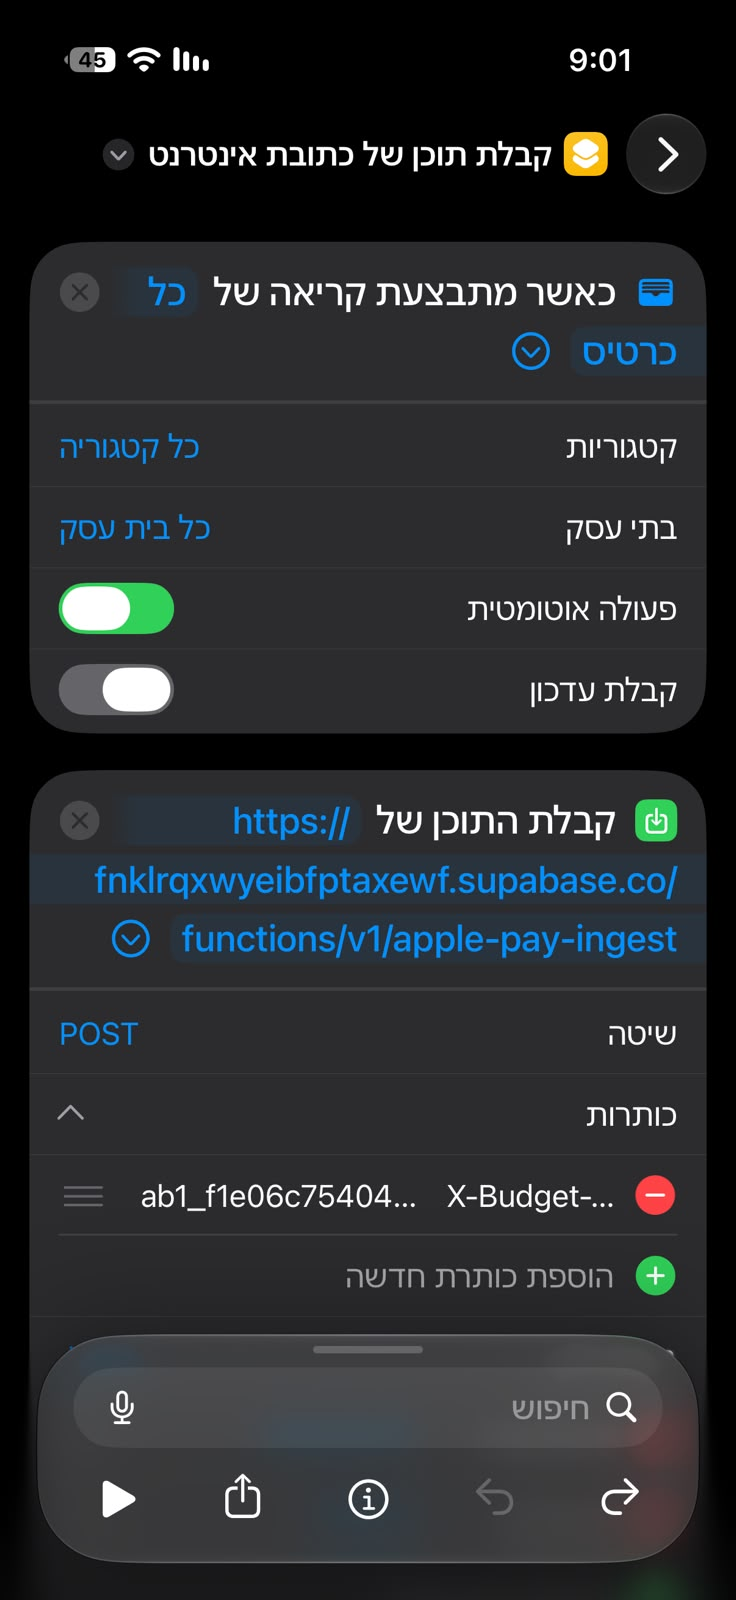 9:01
45
קבלת תוכן של כתובת אינטרנט
כאשר מתבצעת קריאה של כל
כרטיס
קטגוריות כל קטגוריה
בתי עסק כל בית עסק
פעולה אוטומטית
קבלת עדכון
קבלת התוכן של https://
fnklrqxwyeibfptaxewf.supabase.co/
functions/v1/apple-pay-ingest
שיטה POST
כותרות
X-Budget-... ab1_f1e06c75404...
הוספת כותרת חדשה
חיפוש